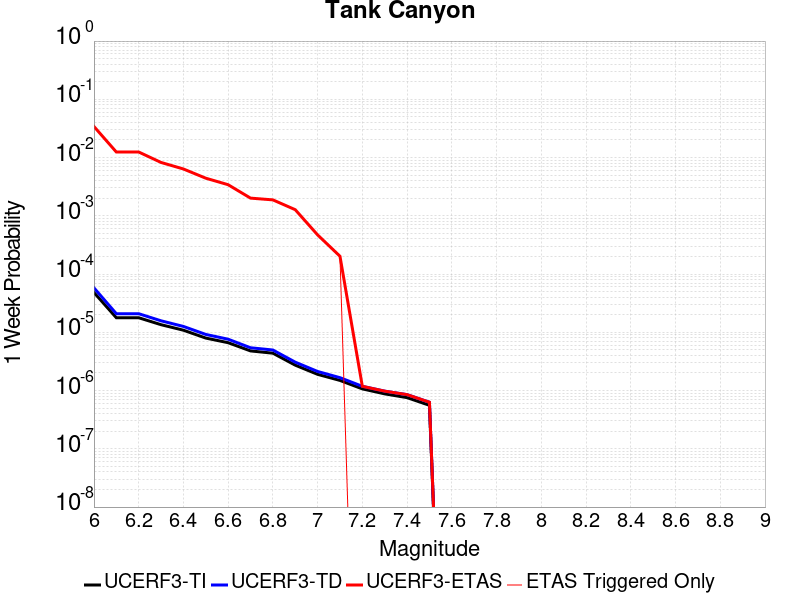 Tank Canyon
10^0
10^-1
10^-2
10^-3
10^-4
10^-5
10^-6
10^-7
10^-8
1 Week Probability
6 6.2 6.4 6.6 6.8 7 7.2 7.4 7.6 7.8 8 8.2 8.4 8.6 8.8 9
Magnitude
UCERF3-TI UCERF3-TD UCERF3-ETAS ETAS Triggered Only